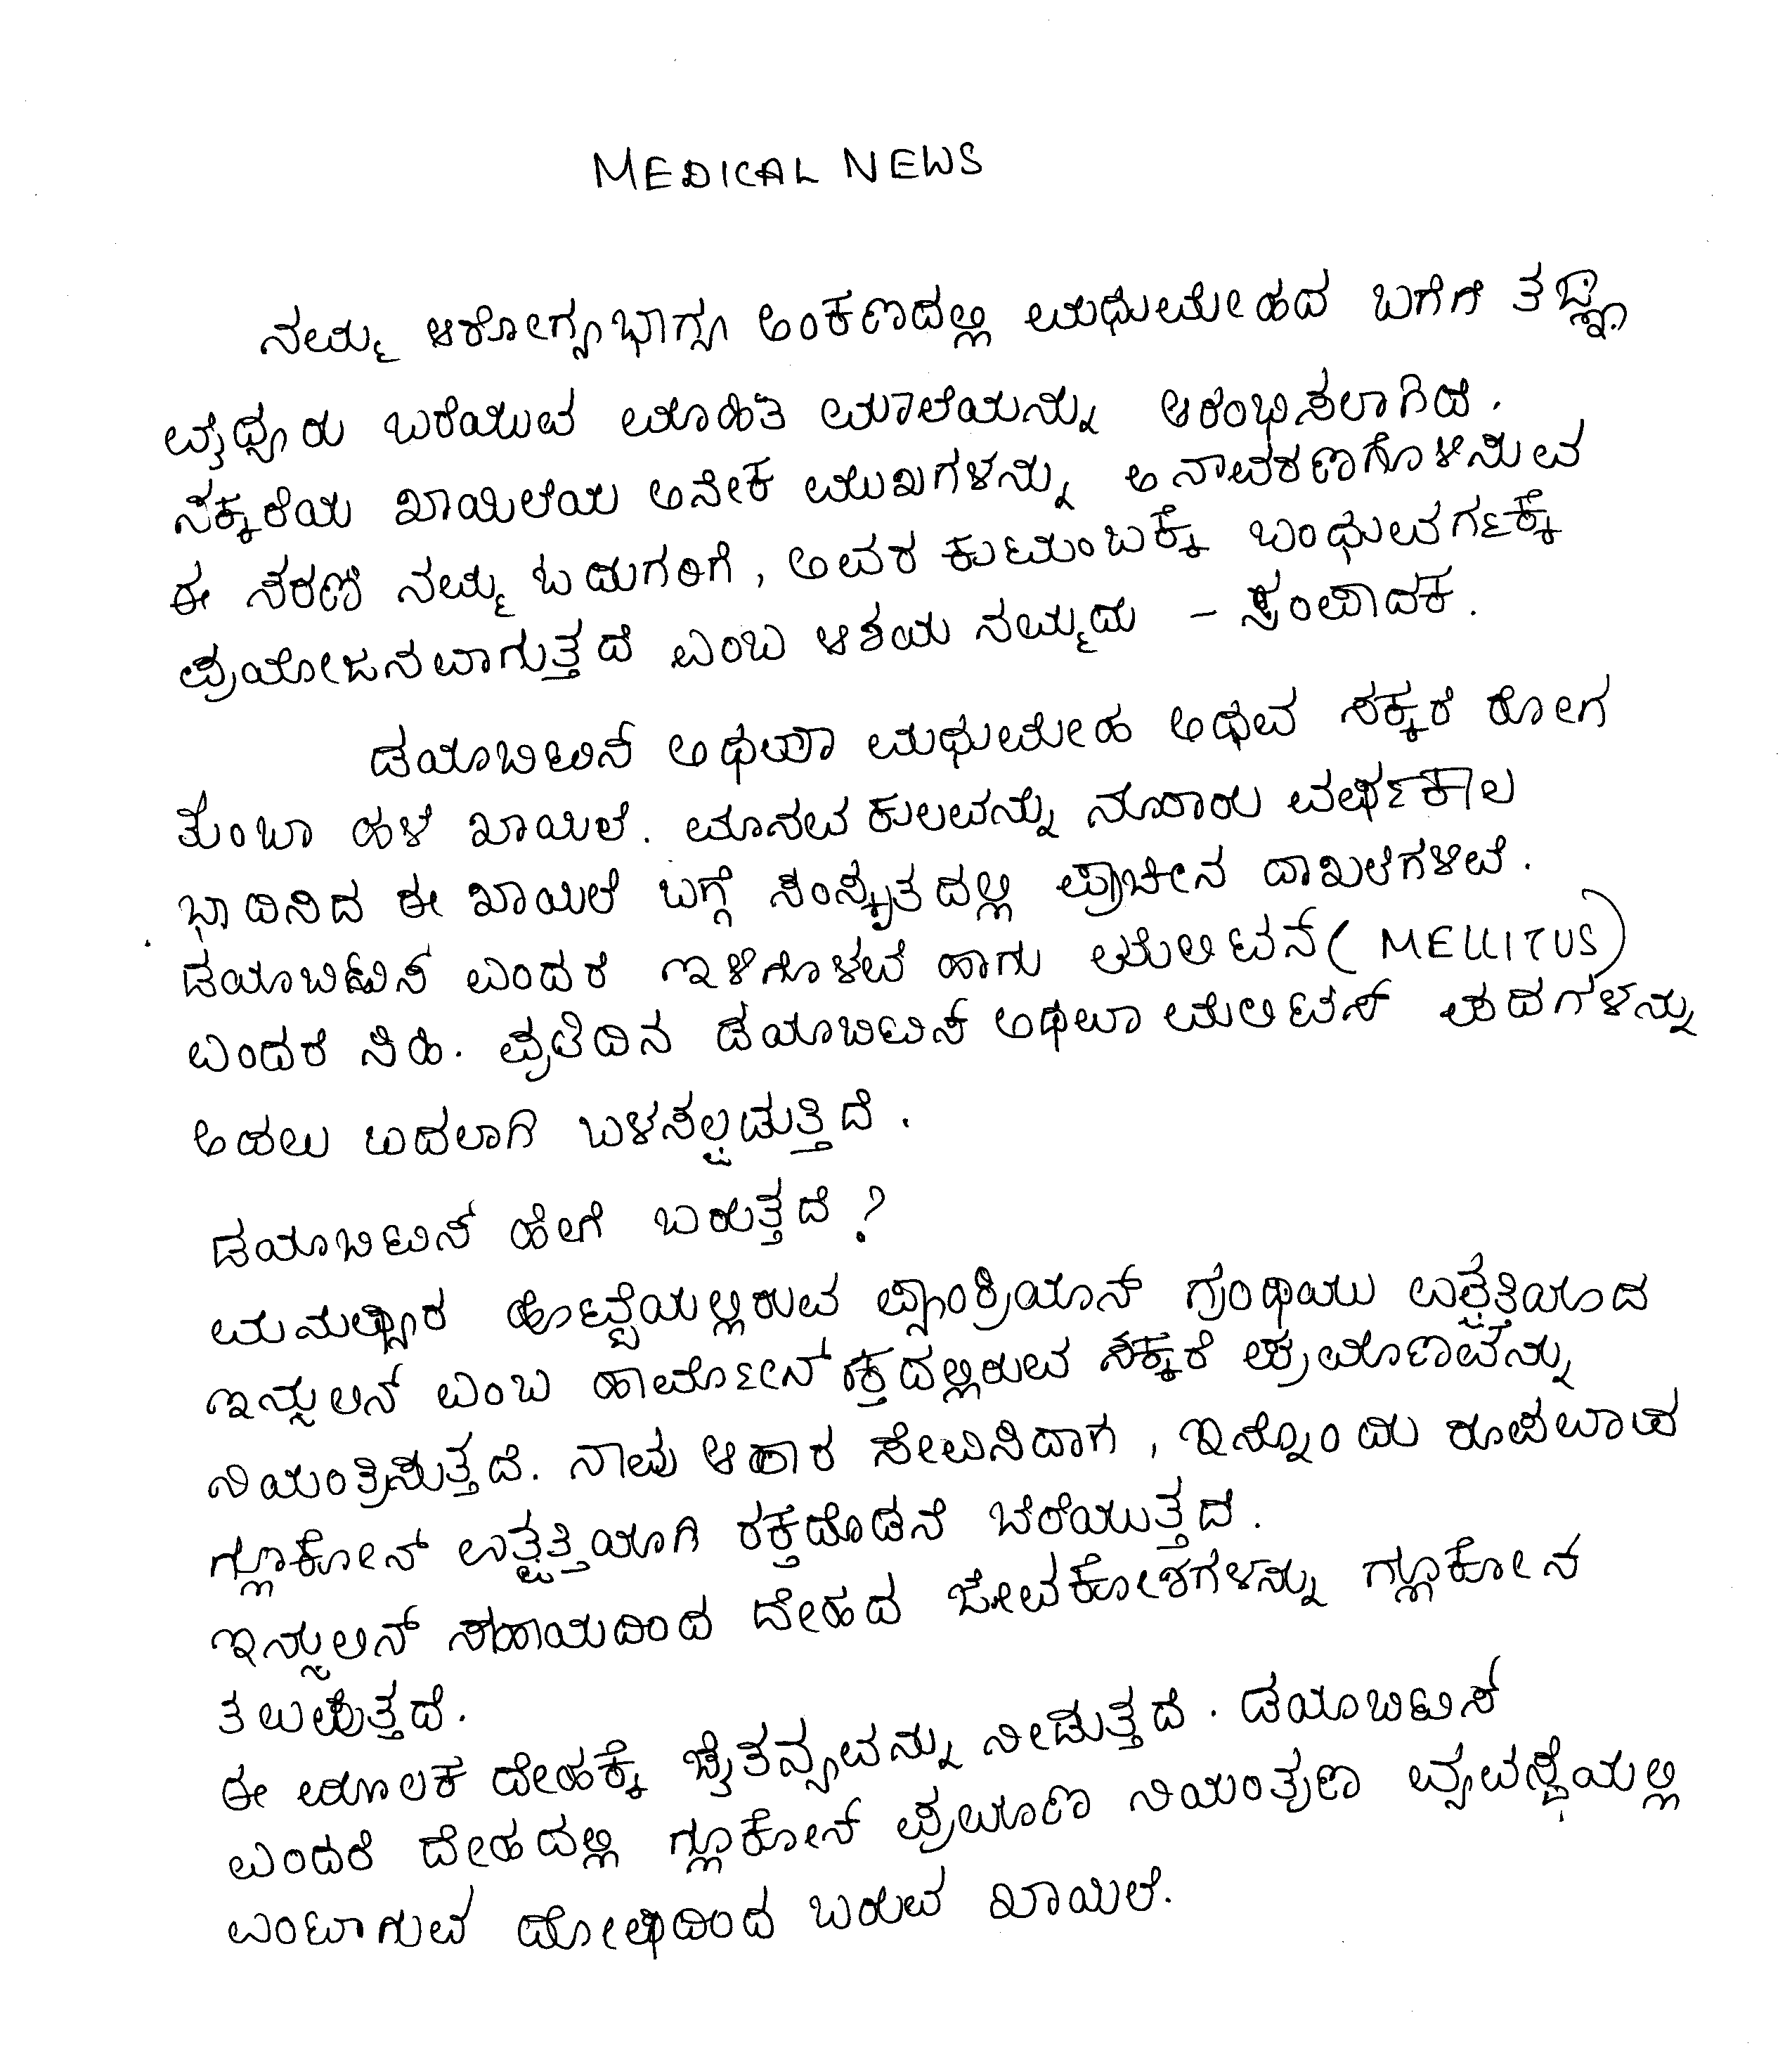 MEDICAL NEWS
ನಮ್ಮ ಆರೋಗ್ಯಭಾಗ್ಯ ಅಂಕಣದಲ್ಲಿ ಮಧುಮೇಹದ ಬಗೆಗೆ ತಜ್ಞ
ವೈದ್ಯರು ಬರೆಯುವ ಮಾಹಿತಿ ಮಾಲೆಯನ್ನು ಆರಂಭಿಸಲಾಗಿದೆ.
ಸಕ್ಕರೆಯ ಖಾಯಿಲೆಯ ಅನೇಕ ಮುಖಗಳನ್ನು ಅನಾವರಣಗೊಳಿಸುವ
ಈ ಸರಣಿ ನಮ್ಮ ಓದುಗರಿಗೆ, ಅವರ ಕುಟುಂಬಕ್ಕೆ ಬಂಧುವರ್ಗಕ್ಕೆ
ಪ್ರಯೋಜನವಾಗುತ್ತದೆ ಎಂಬ ಆಶಯ ನಮ್ಮದು - ಸಂಪಾದಕ.
ಡಯಾಬಿಟಿಸ್ ಅಥವಾ ಮಧುಮೇಹ ಅಥವ ಸಕ್ಕರೆ ರೋಗ
ತುಂಬಾ ಹಳೆ ಖಾಯಿಲೆ. ಮಾನವ ಕುಲವನ್ನು ನೂರಾರು ವರ್ಷಕಾಲ
ಭಾದಿಸಿದ ಈ ಖಾಯಿಲೆ ಬಗ್ಗೆ ಸಂಸ್ಕೃತದಲ್ಲಿ ಪ್ರಾಚೀನ ದಾಖಲೆಗಳಿವೆ.
ಡಯಾಬಿಟಿಸ್ ಎಂದರೆ ಇಳಿಗೊಳವೆ ಹಾಗು ಮೆಲಿಟಸ್ (MELLITUS)
ಎಂದರೆ ಸಿಹಿ. ಪ್ರತಿದಿನ ಡಯಾಬಿಟಿಸ್ ಅಥವಾ ಮೆಲಿಟಸ್ ಪದಗಳನ್ನು
ಅದಲು ಬದಲಾಗಿ ಬಳಸಲ್ಪಡುತ್ತಿದೆ.
ಡಯಾಬಿಟಿಸ್ ಹೇಗೆ ಬರುತ್ತದೆ?
ಹೊಟ್ಟೆಯಲ್ಲಿರುವ ಪ್ಯಾಂಕ್ರಿಯಾಸ್ ಗ್ರಂಥಿಯು ಉತ್ಪತ್ತಿಯಾದ
ಇನ್ಸುಲಿನ್ ಎಂಬ ಹಾರ್ಮೋನ್ ರಕ್ತದಲ್ಲಿರುವ ಸಕ್ಕರೆ ಪ್ರಮಾಣವನ್ನು
ನಿಯಂತ್ರಿಸುತ್ತದೆ. ನಾವು ಆಹಾರ ಸೇವಿಸಿದಾಗ, ಇನ್ನೊಂದು ರೂಪವಾದ
ಗ್ಲೂಕೋಸ್ ಉತ್ಪತ್ತಿಯಾಗಿ ರಕ್ತದೊಡನೆ ಬೆರೆಯುತ್ತದೆ.
ಇನ್ಸುಲಿನ್ ಸಹಾಯದಿಂದ ದೇಹದ ಜೀವಕೋಶಗಳನ್ನು ಗ್ಲೂಕೋಸ
ತಲುಪುತ್ತದೆ.
ಈ ಮೂಲಕ ದೇಹಕ್ಕೆ ಚೈತನ್ಯವನ್ನು ನೀಡುತ್ತದೆ. ಡಯಾಬಿಟಿಸ್
ಎಂದರೆ ದೇಹದಲ್ಲಿ ಗ್ಲೂಕೋಸ್ ಪ್ರಮಾಣ ನಿಯಂತ್ರಣ ವ್ಯವಸ್ಥೆಯಲ್ಲಿ
ಎಂಟಾಗುವ ದೋಷದಿಂದ ಬರುವ ಖಾಯಿಲೆ.